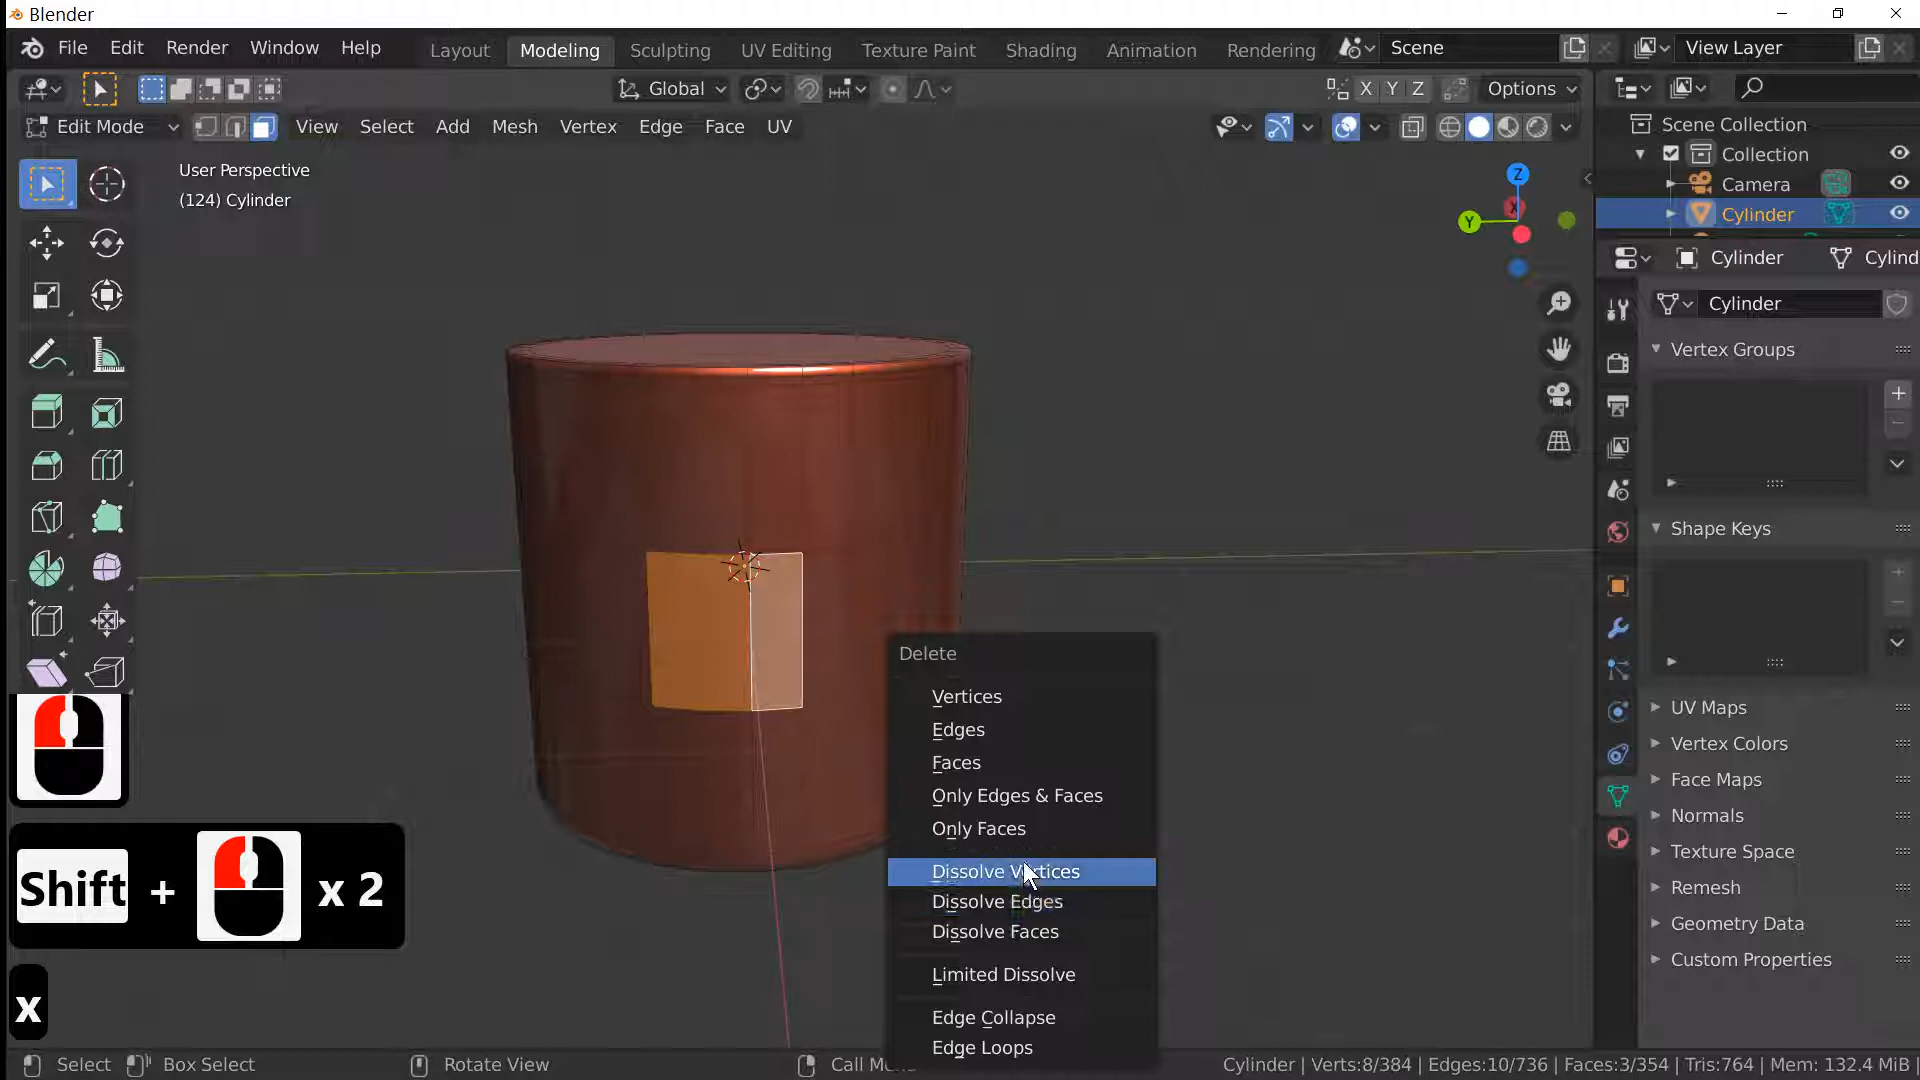 Blender
File Edit Render Window Help Layout Modeling Sculpting UV Editing Texture Paint Shading Animation Rendering Scene View Layer
Global X Y Z Options
Edit Mode View Select Add Mesh Vertex Edge Face UV
User Perspective
(124) Cylinder
Z
X
Y
Scene Collection
Collection
Camera
Cylinder
Cylinder Cylind
Cylinder
Vertex Groups
Shape Keys
UV Maps
Vertex Colors
Face Maps
Normals
Texture Space
Remesh
Geometry Data
Custom Properties
Delete
Vertices
Edges
Faces
Only Edges & Faces
Only Faces
Dissolve Vertices
Dissolve Edges
Dissolve Faces
Limited Dissolve
Edge Collapse
Edge Loops
Shift + x 2
x
Select Box Select Rotate View Call Me
Cylinder | Verts:8/384 | Edges:10/736 | Faces:3/354 | Tris:764 | Mem: 132.4 MiB |